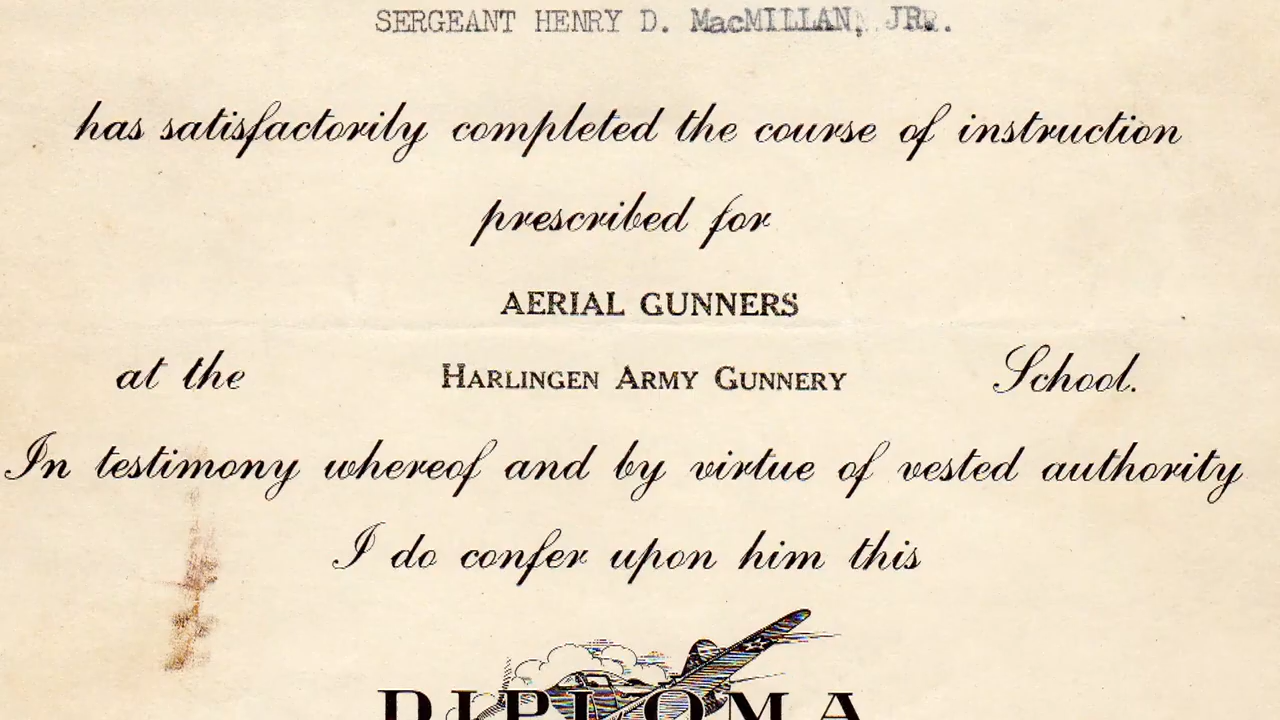 SERGEANT HENRY D. MacMILLAN, JR.
has satisfactorily completed the course of instruction
prescribed for
AERIAL GUNNERS
at the HARLINGEN ARMY GUNNERY School.
In testimony whereof and by virtue of vested authority
I do confer upon him this
DIPLOMA